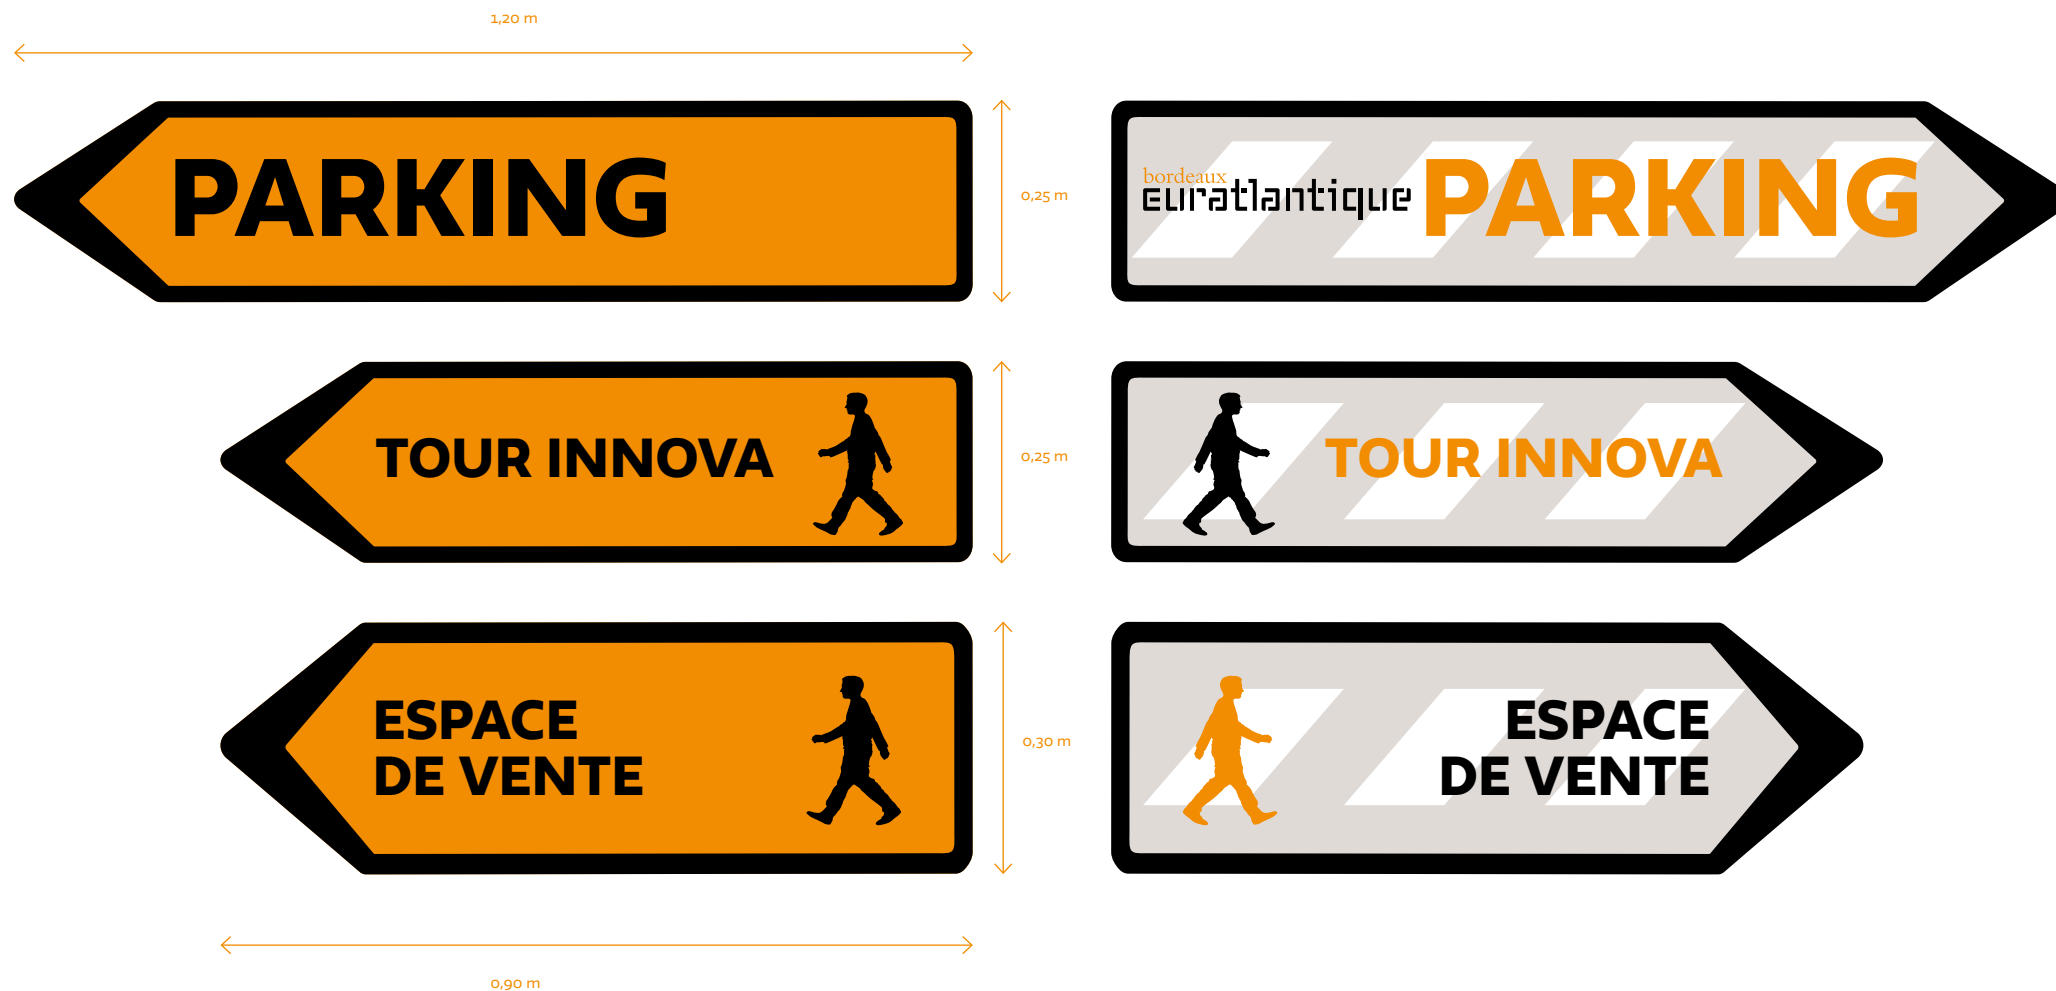 1,20 m
PARKING
0,25 m
bordeaux
euratlantique
PARKING
TOUR INNOVA
0,25 m
TOUR INNOVA
ESPACE
DE VENTE
0,30 m
ESPACE
DE VENTE
0,90 m